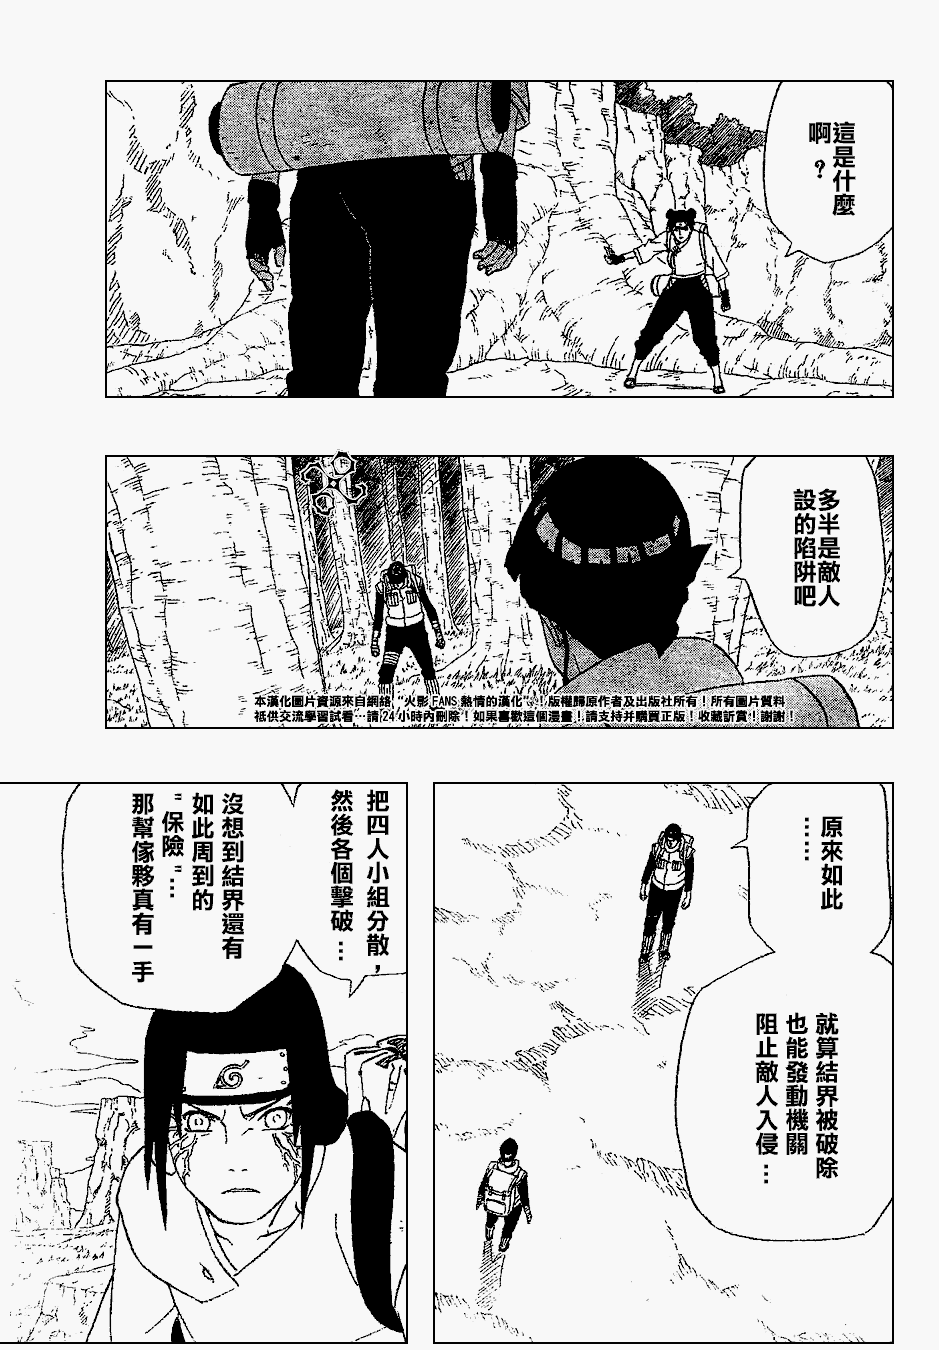 這是什麼
啊？
多半是敵人
設的陷阱吧
本漢化圖片資源來自網絡“火影FANS熱情的漢化”！版權歸原作者及出版社所有！所有圖片質料
祗供交流學習試看…請24小時內刪除！如果喜歡這個漫畫！請支持并購買正版！收藏訢賞！謝謝！
原來如此
……
就算結界被破除
也能發動機關
阻止敵人入侵…
把四人小組分散，
然後各個擊破…
沒想到結界還有
如此周到的
“保險”…
那幫傢夥真有一手